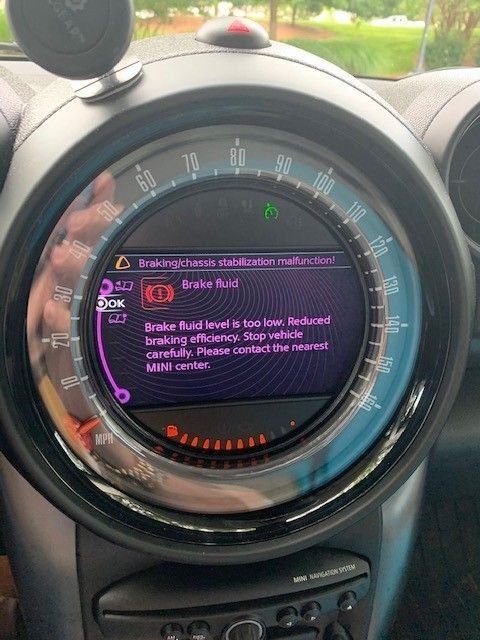 80
70
90
60
100
50
110
40
120
30
130
20
140
10
150
160
MPH
Braking/chassis stabilization malfunction!
Brake fluid
OK
Brake fluid level is too low. Reduced
braking efficiency. Stop vehicle
carefully. Please contact the nearest
MINI center.
MINI NAVIGATION SYSTEM